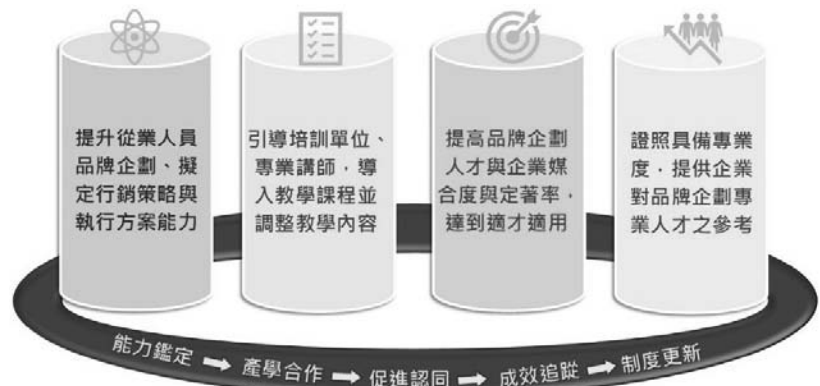 提升從業人員
品牌企劃、擬
定行銷策略與
執行方案能力
引導培訓單位、
專業講師，導
入教學課程並
調整教學內容
提高品牌企劃
人才與企業媒
合度與定著率，
達到適才適用
證照具備專業
度，提供企業
對品牌企劃專
業人才之參考
能力鑑定 ➡ 產學合作 ➡ 促進認同 ➡ 成效追蹤 ➡ 制度更新